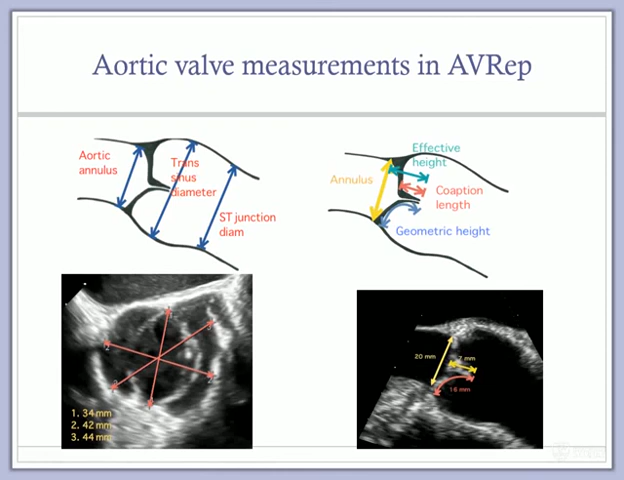 Aortic valve measurements in AVRep
Aortic
annulus
Trans
sinus
diameter
ST junction
diam
Effective
height
Annulus
Coaption
length
Geometric height
1. 34 mm
2. 42 mm
3. 44 mm
20 mm
7 mm
16 mm